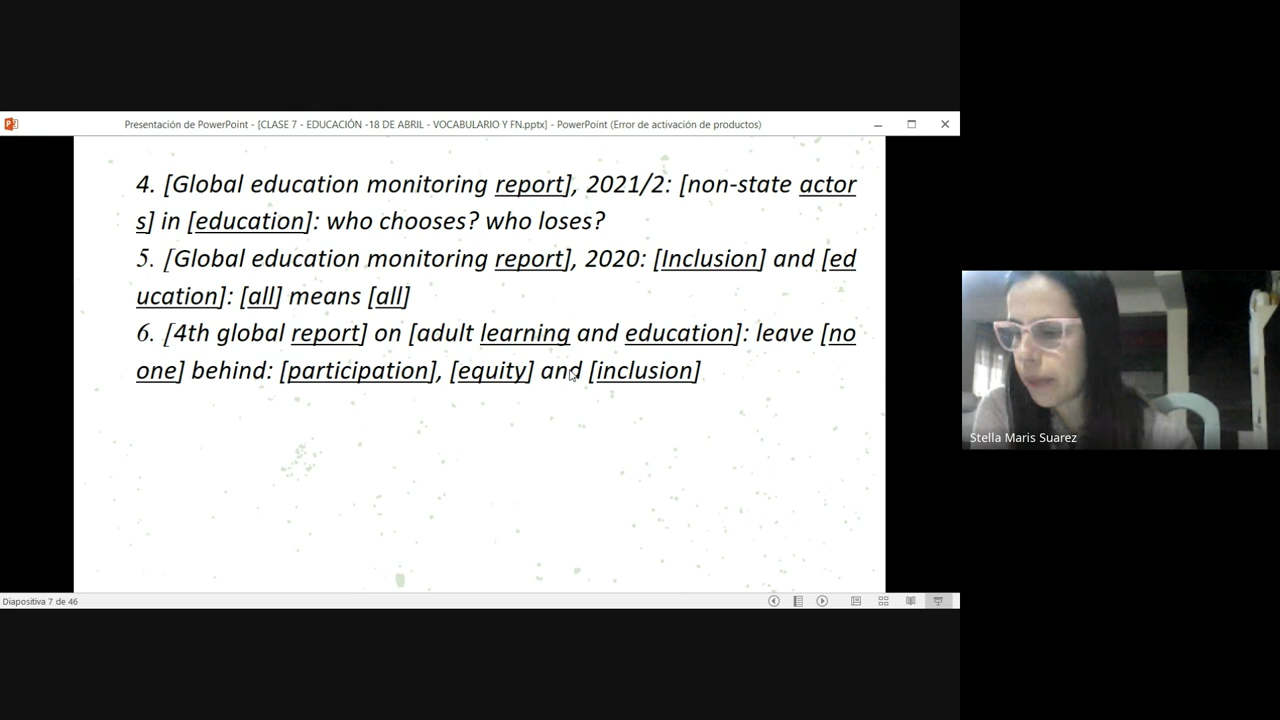 Presentación de PowerPoint - [CLASE 7 - EDUCACIÓN -18 DE ABRIL - VOCABULARIO Y FN.pptx] - PowerPoint (Error de activación de productos)
4. [Global education monitoring report], 2021/2: [non-state actor
s] in [education]: who chooses? who loses?
5. [Global education monitoring report], 2020: [Inclusion] and [ed
ucation]: [all] means [all]
6. [4th global report] on [adult learning and education]: leave [no
one] behind: [participation], [equity] and [inclusion]
Stella Maris Suarez
Diapositiva 7 de 46